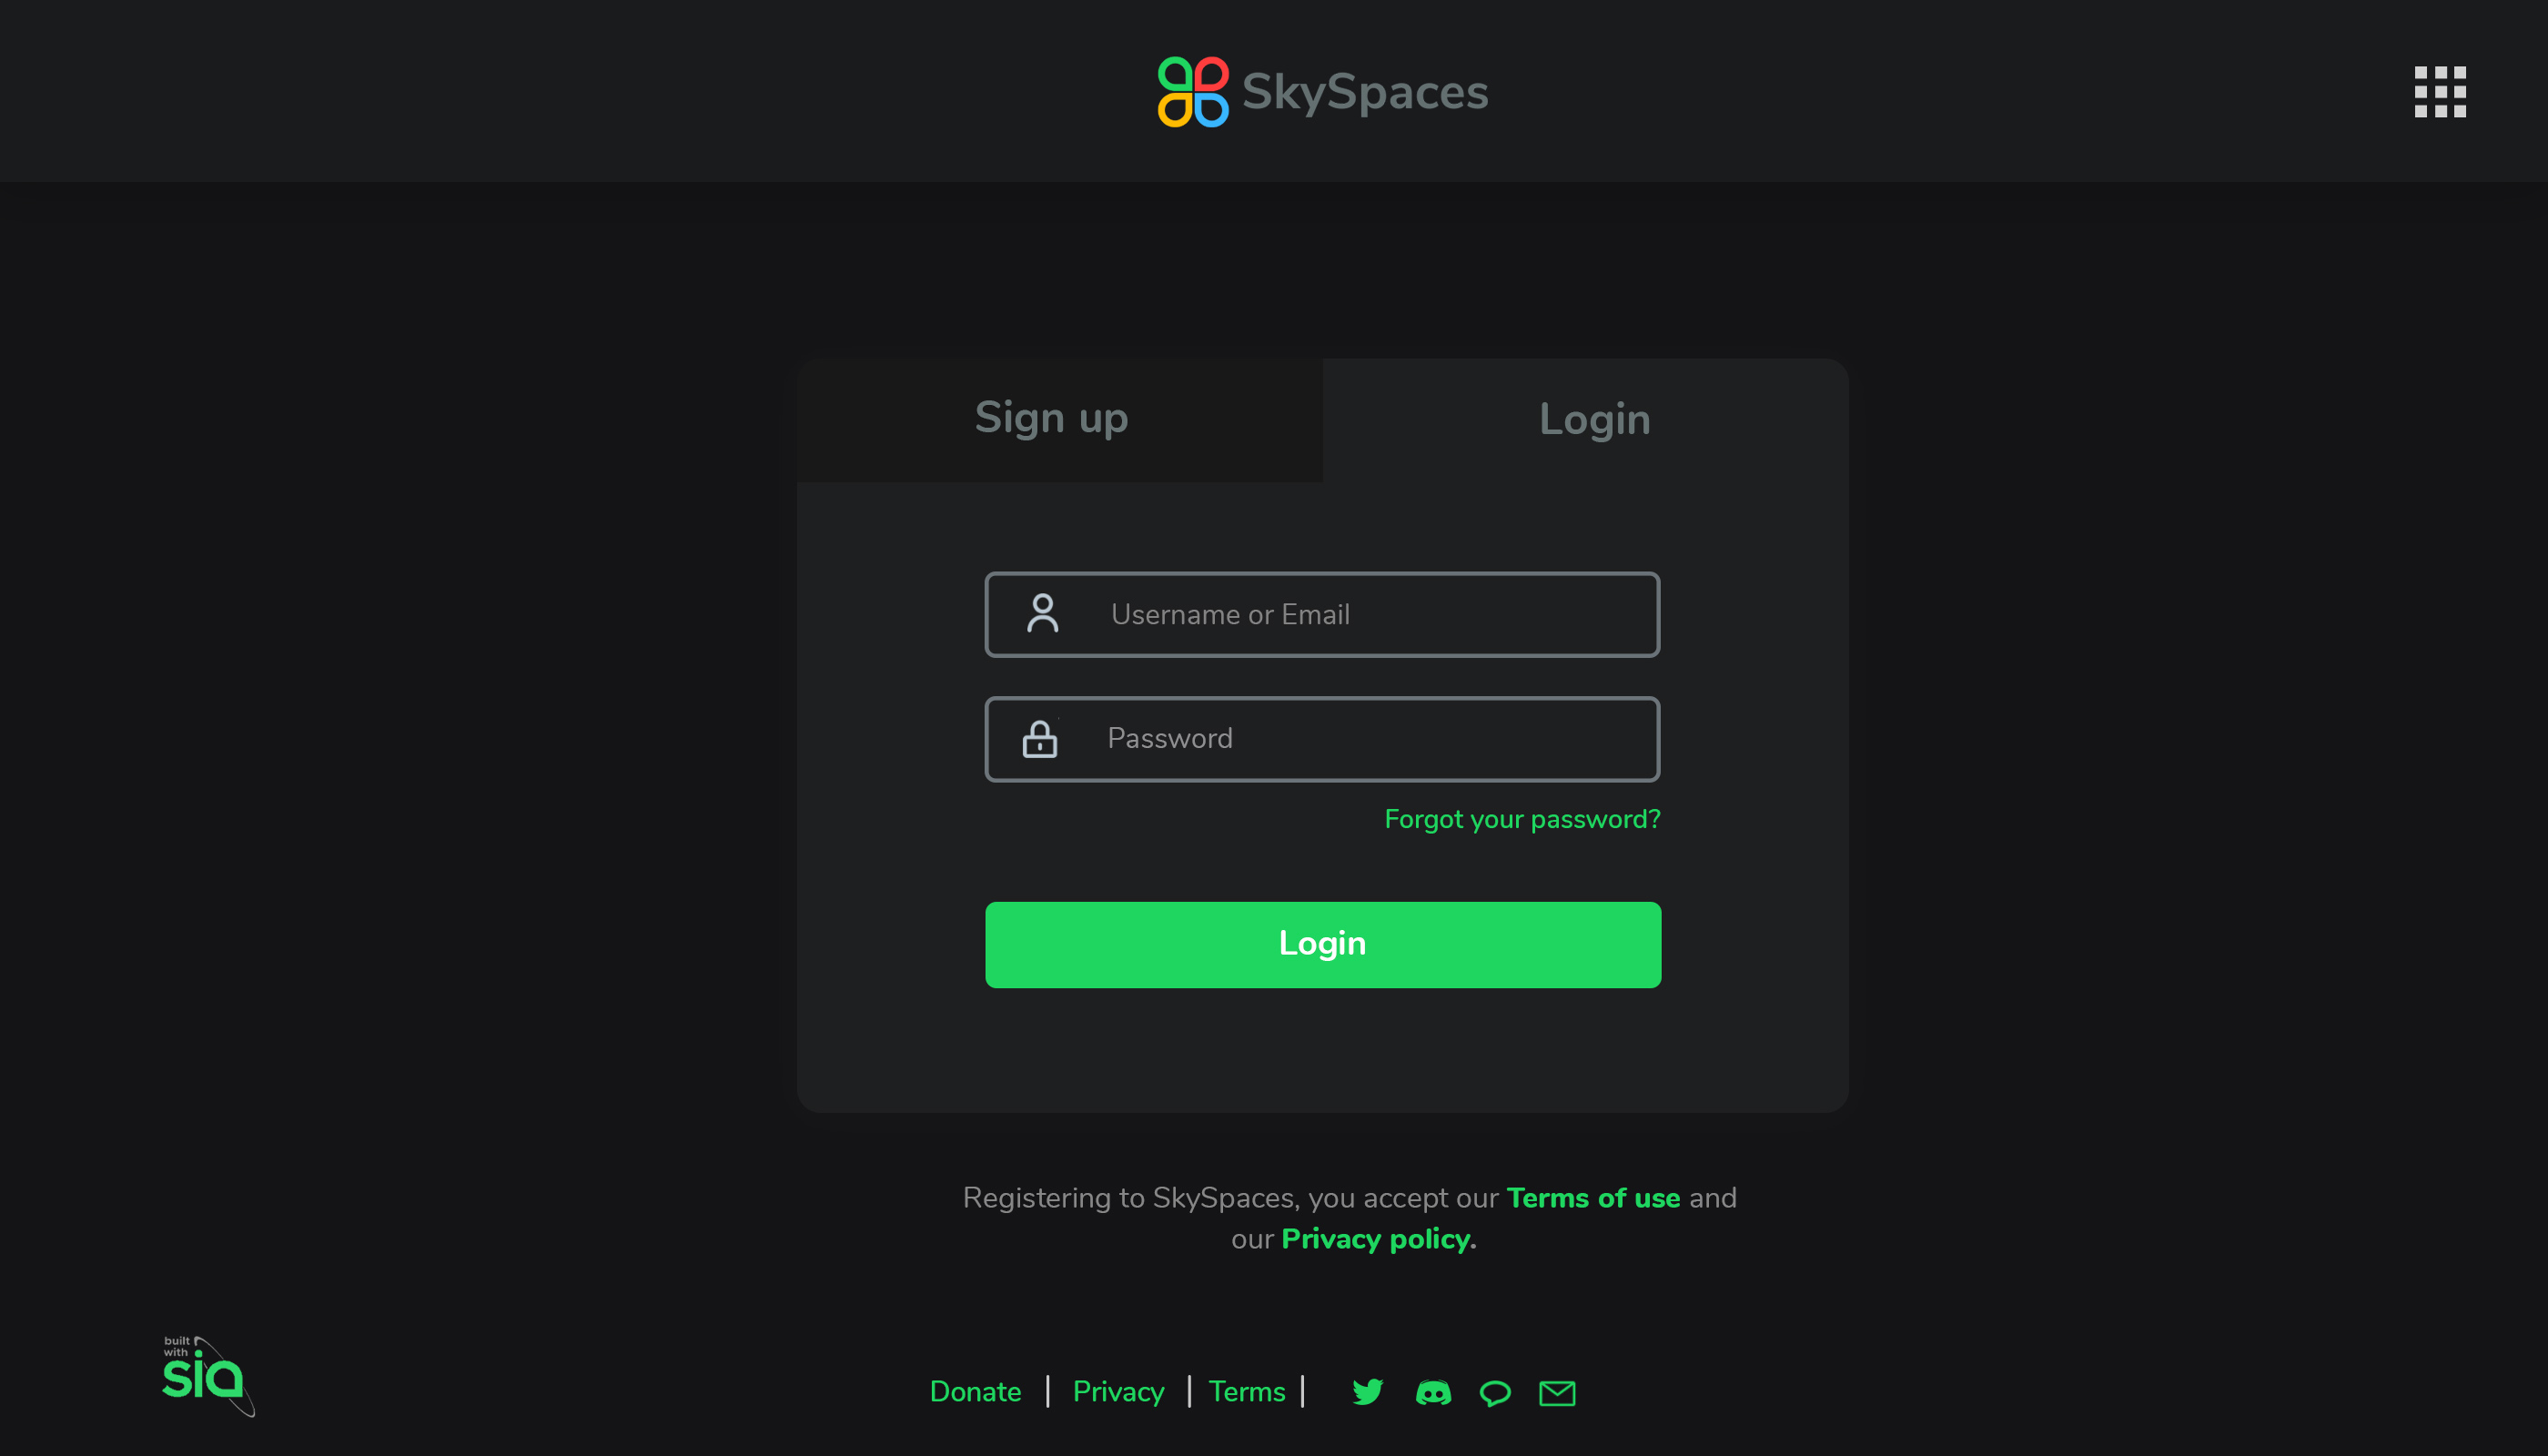 SkySpaces
Sign up
Login
Username or Email
Password
Forgot your password?
Login
Registering to SkySpaces, you accept our Terms of use and
our Privacy policy.
built
with
sia
Donate | Privacy | Terms |